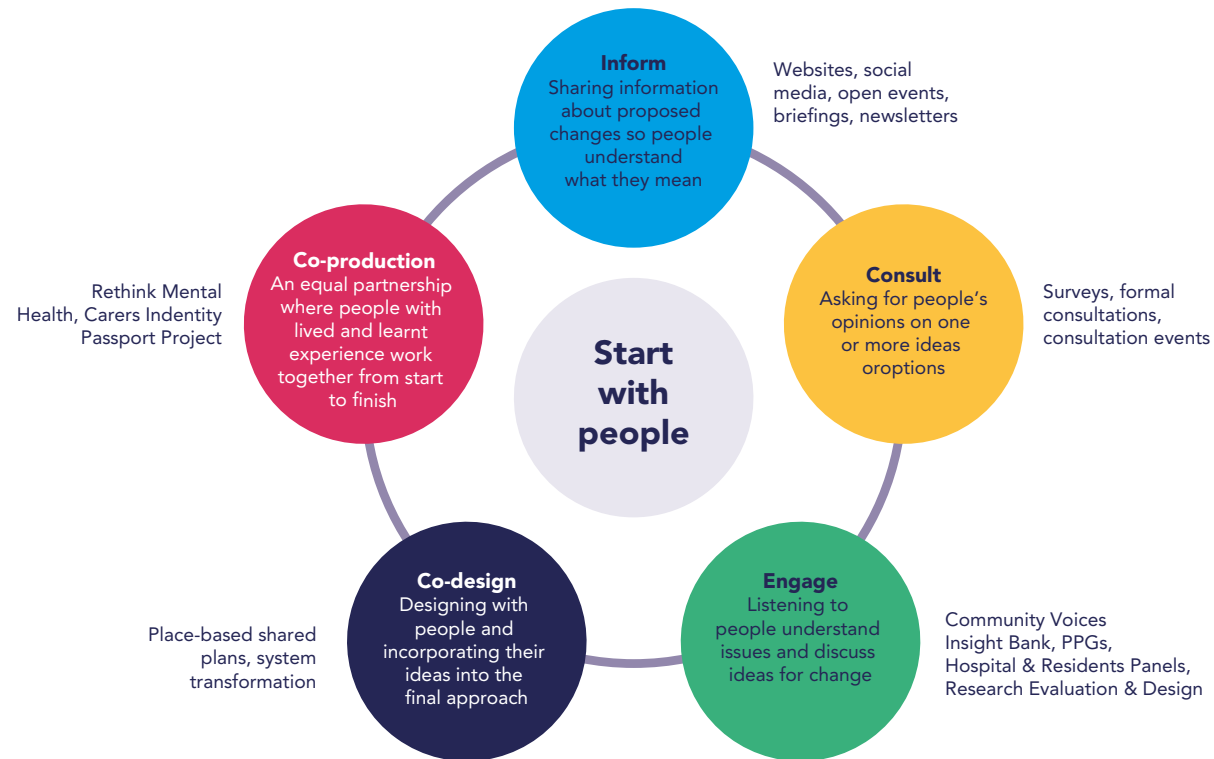 Inform
Sharing information
about proposed
changes so people
understand
what they mean
Websites, social
media, open events,
briefings, newsletters
Consult
Asking for people's
opinions on one
or more ideas
oroptions
Surveys, formal
consultations,
consultation events
Engage
Listening to
people understand
issues and discuss
ideas for change
Community Voices
Insight Bank, PPGs,
Hospital & Residents Panels,
Research Evaluation & Design
Co-design
Designing with
people and
incorporating their
ideas into the
final approach
Place-based shared
plans, system
transformation
Co-production
An equal partnership
where people with
lived and learnt
experience work
together from start
to finish
Rethink Mental
Health, Carers Indentity
Passport Project
Start
with
people